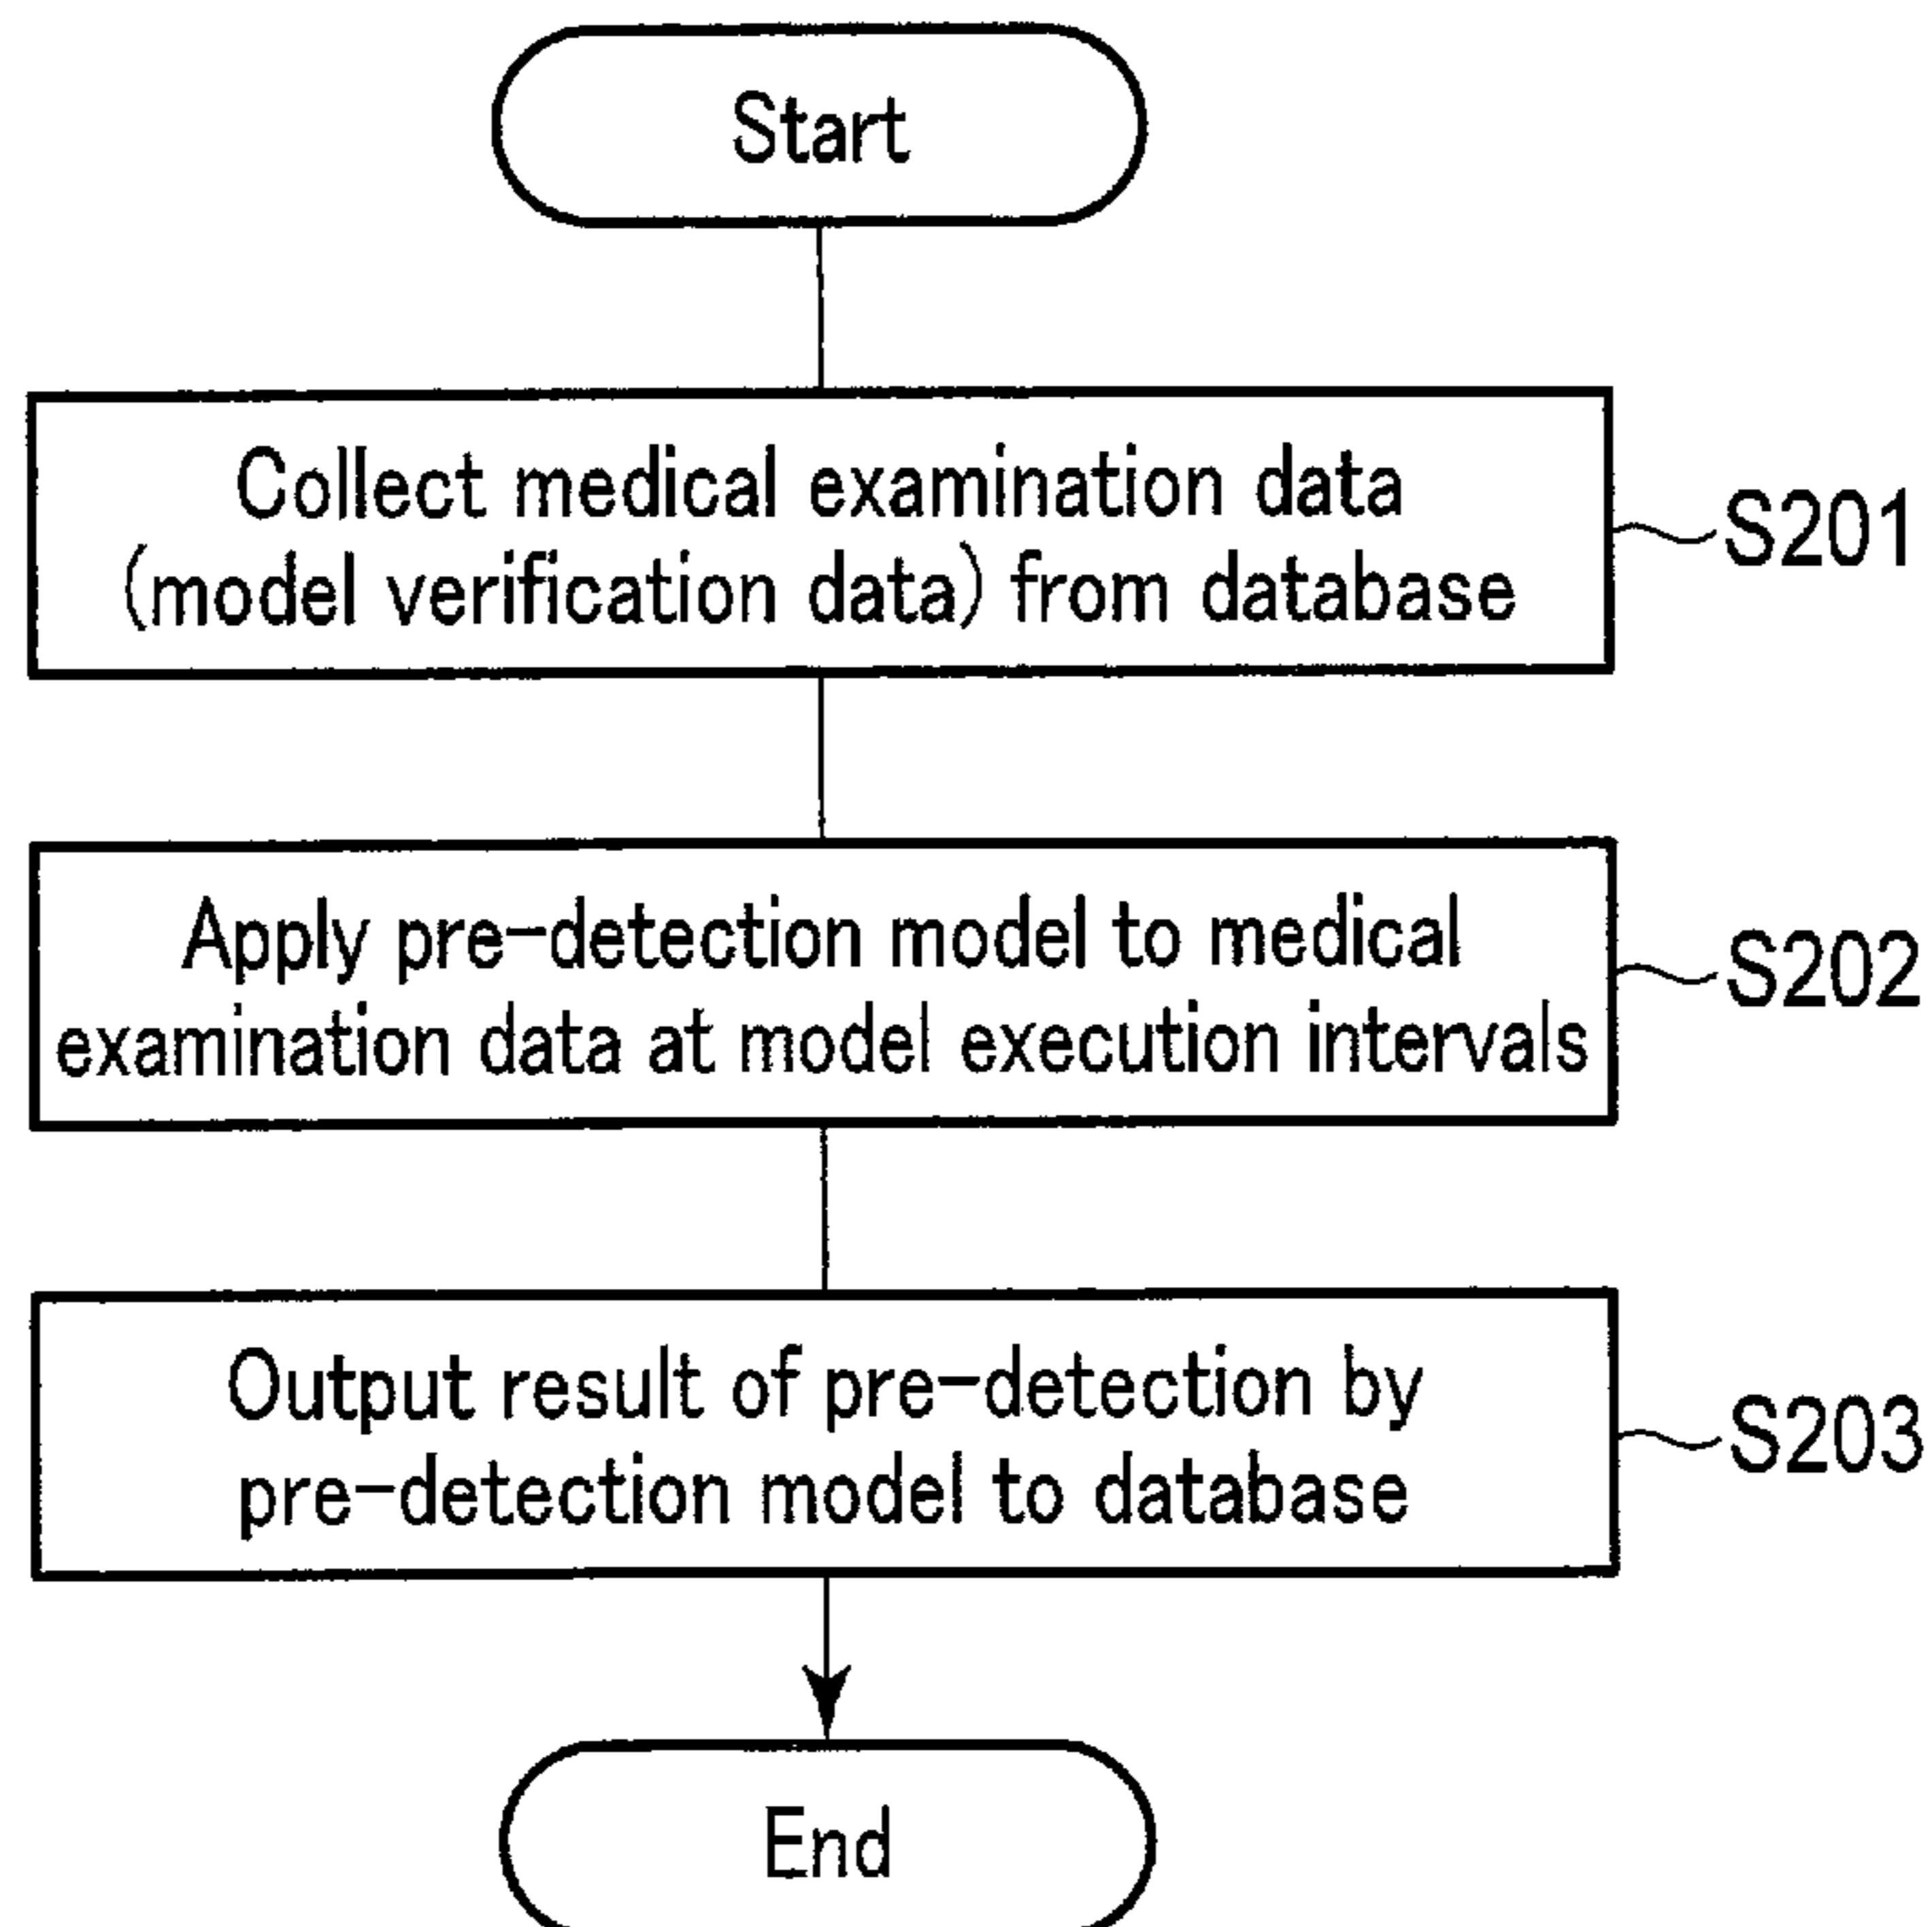 Start
Collect medical examination data
(model verification data) from database
S201
Apply pre-detection model to medical
examination data at model execution intervals
S202
Output result of pre-detection by
pre-detection model to database
S203
End